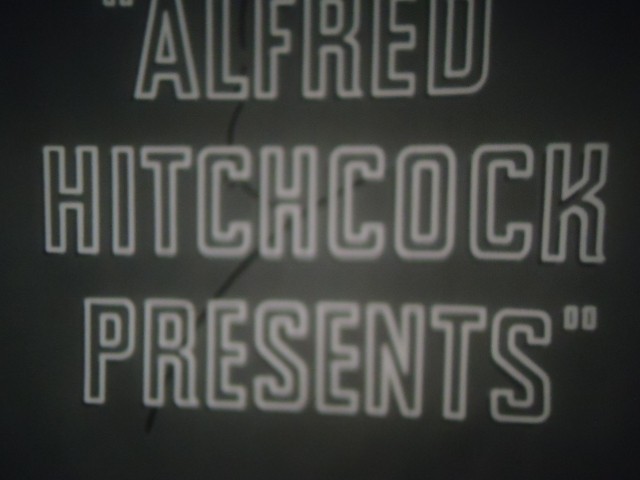 "ALFRED
HITCHCOCK
PRESENTS"